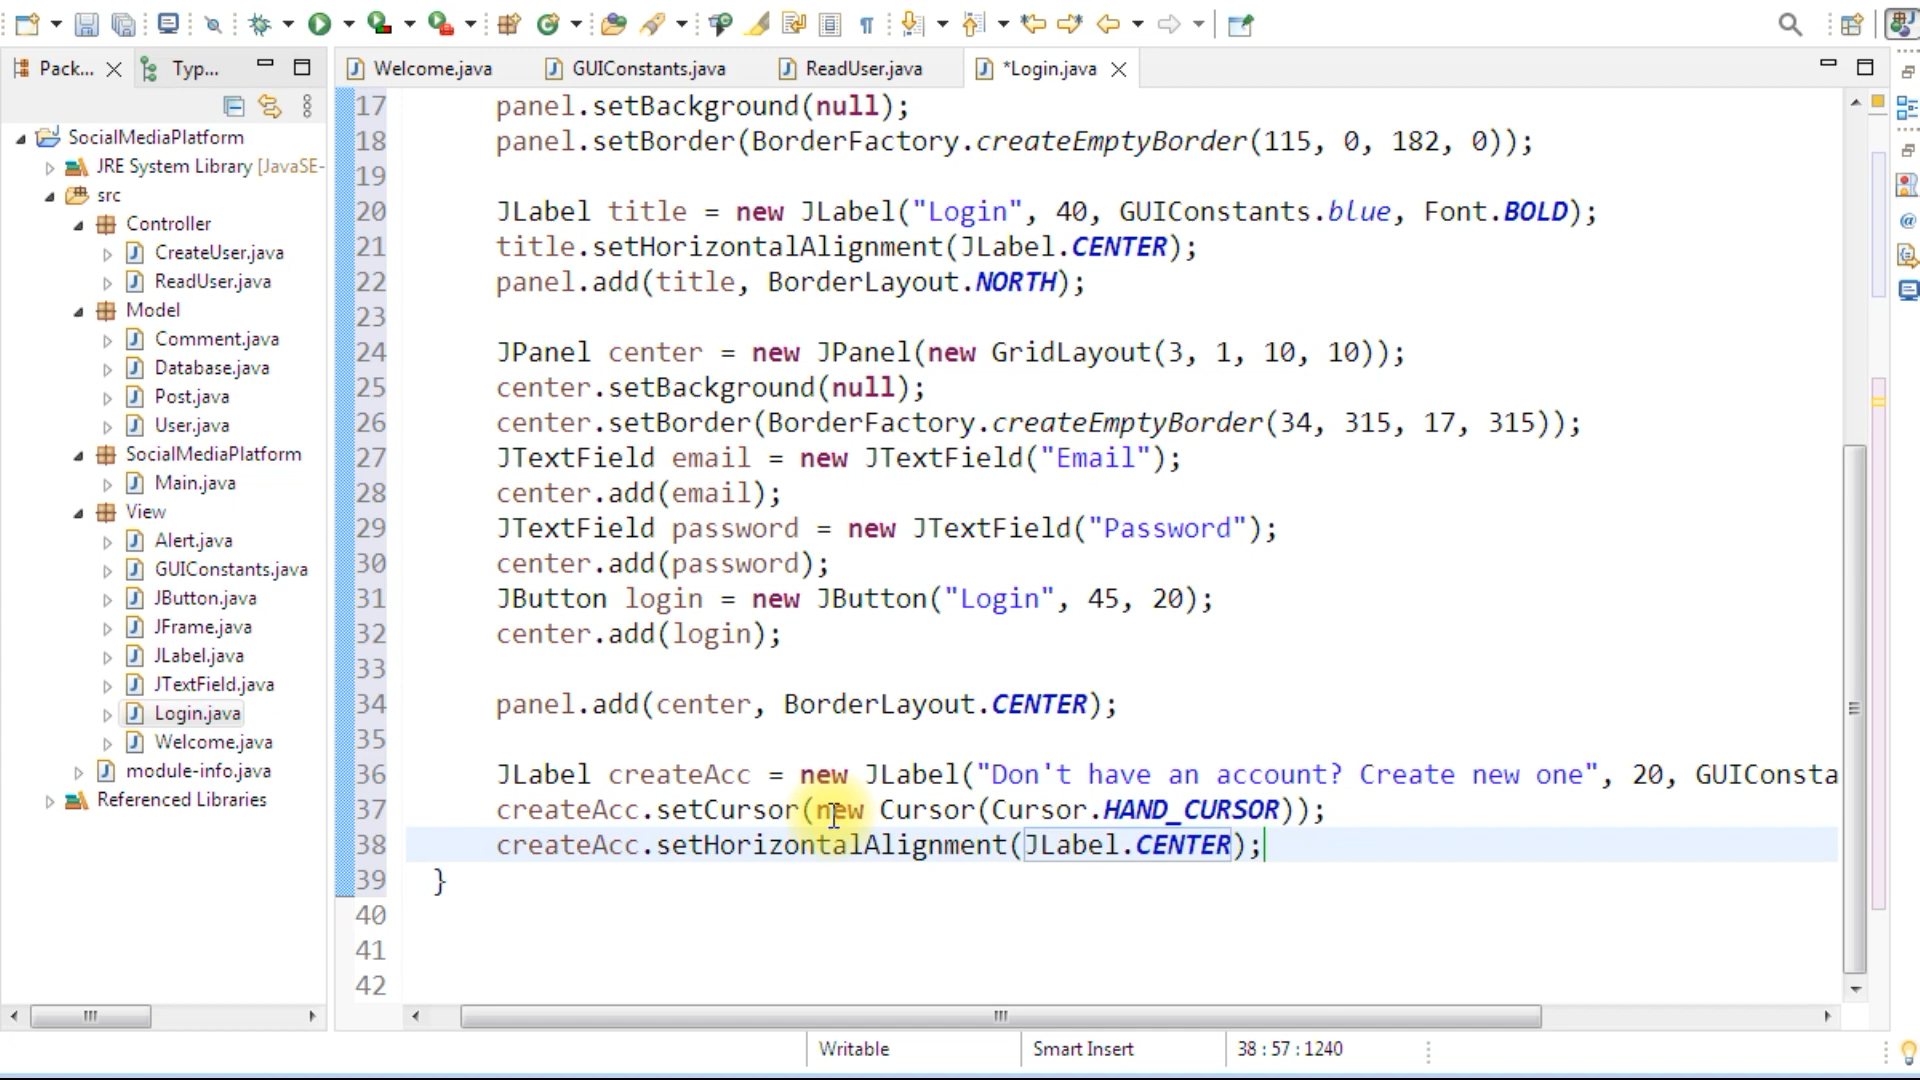 Pack...
Typ...
Welcome.java
GUIConstants.java
ReadUser.java
*Login.java
SocialMediaPlatform
JRE System Library [JavaSE-
src
Controller
CreateUser.java
ReadUser.java
Model
Comment.java
Database.java
Post.java
User.java
SocialMediaPlatform
Main.java
View
Alert.java
GUIConstants.java
JButton.java
JFrame.java
JLabel.java
JTextField.java
Login.java
Welcome.java
module-info.java
Referenced Libraries
17 panel.setBackground(null);
18 panel.setBorder(BorderFactory.createEmptyBorder(115, 0, 182, 0));
19
20 JLabel title = new JLabel("Login", 40, GUIConstants.blue, Font.BOLD);
21 title.setHorizontalAlignment(JLabel.CENTER);
22 panel.add(title, BorderLayout.NORTH);
23
24 JPanel center = new JPanel(new GridLayout(3, 1, 10, 10));
25 center.setBackground(null);
26 center.setBorder(BorderFactory.createEmptyBorder(34, 315, 17, 315));
27 JTextField email = new JTextField("Email");
28 center.add(email);
29 JTextField password = new JTextField("Password");
30 center.add(password);
31 JButton login = new JButton("Login", 45, 20);
32 center.add(login);
33
34 panel.add(center, BorderLayout.CENTER);
35
36 JLabel createAcc = new JLabel("Don't have an account? Create new one", 20, GUIConsta
37 createAcc.setCursor(new Cursor(Cursor.HAND_CURSOR));
38 createAcc.setHorizontalAlignment(JLabel.CENTER);
39 }
40
41
42
Writable
Smart Insert
38 : 57 : 1240